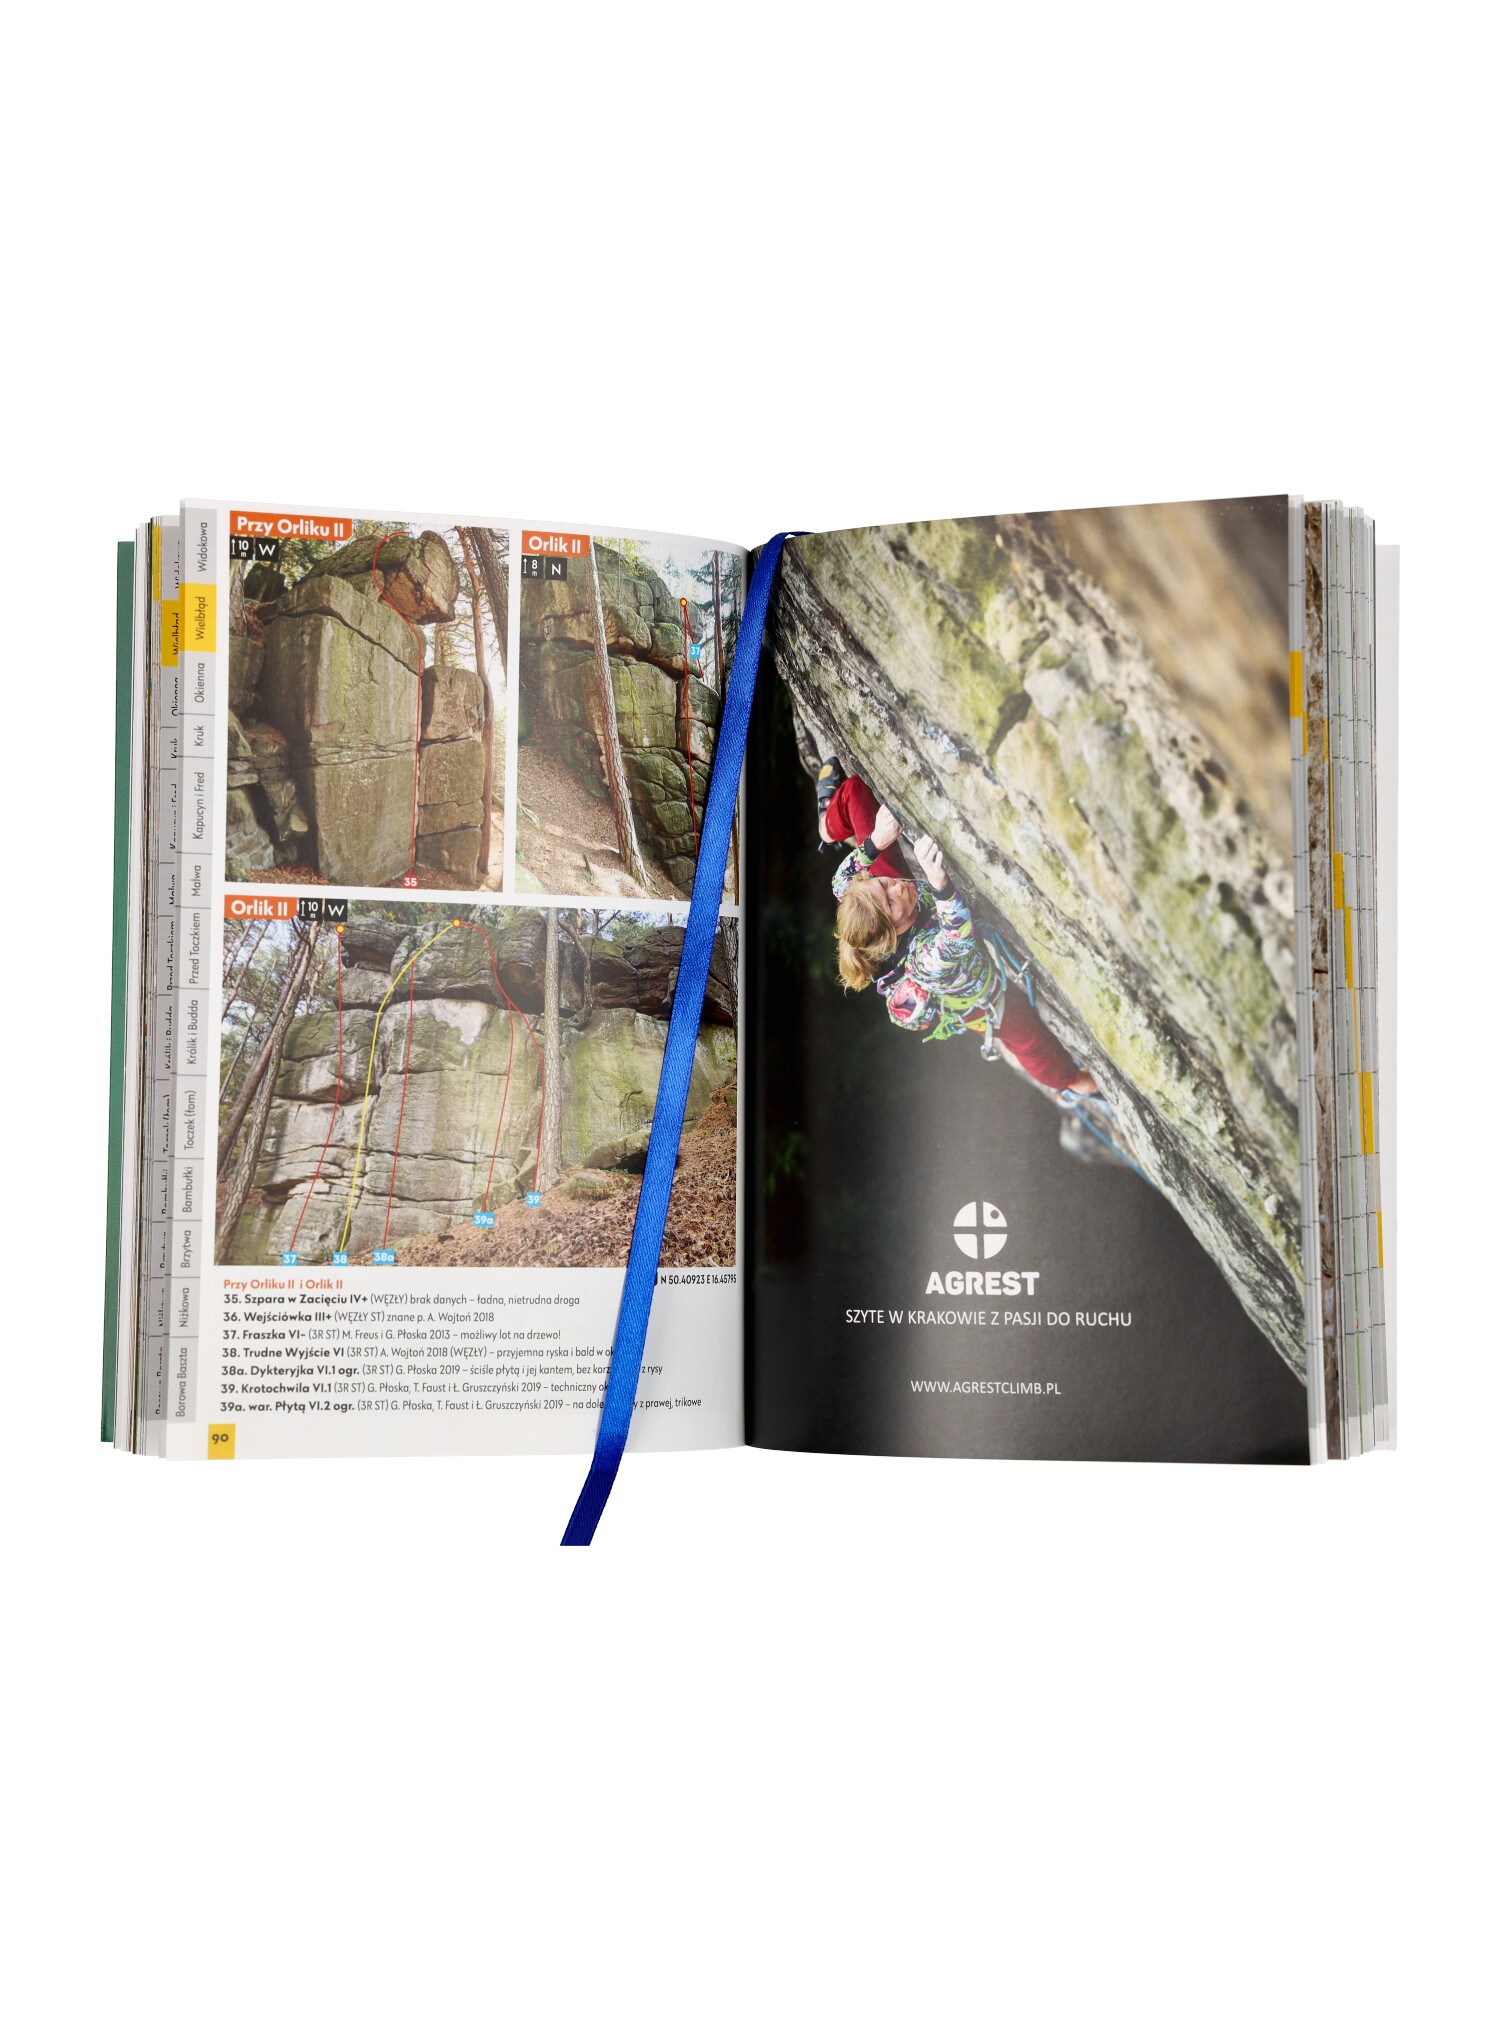 Przy Orliku II
10 m W
Orlik II
8 m N
37
35
Orlik II
10 m W
37
38
38a
39a
39
Widokowa
Wielbłąd
Okienna
Kruk
Kapucyn i Fred
Malwa
Przed Toczkiem
Królik i Budda
Toczek (łom)
Bambułki
Brzytwa
Niżkowa
Borowa Baszta
Przy Orliku II i Orlik II
N 50.40923 E 16.45795
35. Szpara w Zacięciu IV+ (WĘZŁY) brak danych – ładna, nietrudna droga
36. Wejściówka III+ (WĘZŁY ST) znane p. A. Wojtoń 2018
37. Fraszka VI- (3R ST) M. Freus i G. Płoska 2013 – możliwy lot na drzewo!
38. Trudne Wyjście VI (3R ST) A. Wojtoń 2018 (WĘZŁY) – przyjemna ryska i bald w
38a. Dykteryjka VI.1 ogr. (3R ST) G. Płoska 2019 – ściśle płytą i jej kantem, bez z rysy
39. Krotochwila VI.1 (3R ST) G. Płoska, T. Faust i Ł. Gruszczyński 2019 – techniczny
39a. war. Płytą VI.2 ogr. (3R ST) G. Płoska, T. Faust i Ł. Gruszczyński 2019 – na dole z prawej, trikowe
90
AGREST
SZYTE W KRAKOWIE Z PASJI DO RUCHU
WWW.AGRESTCLIMB.PL